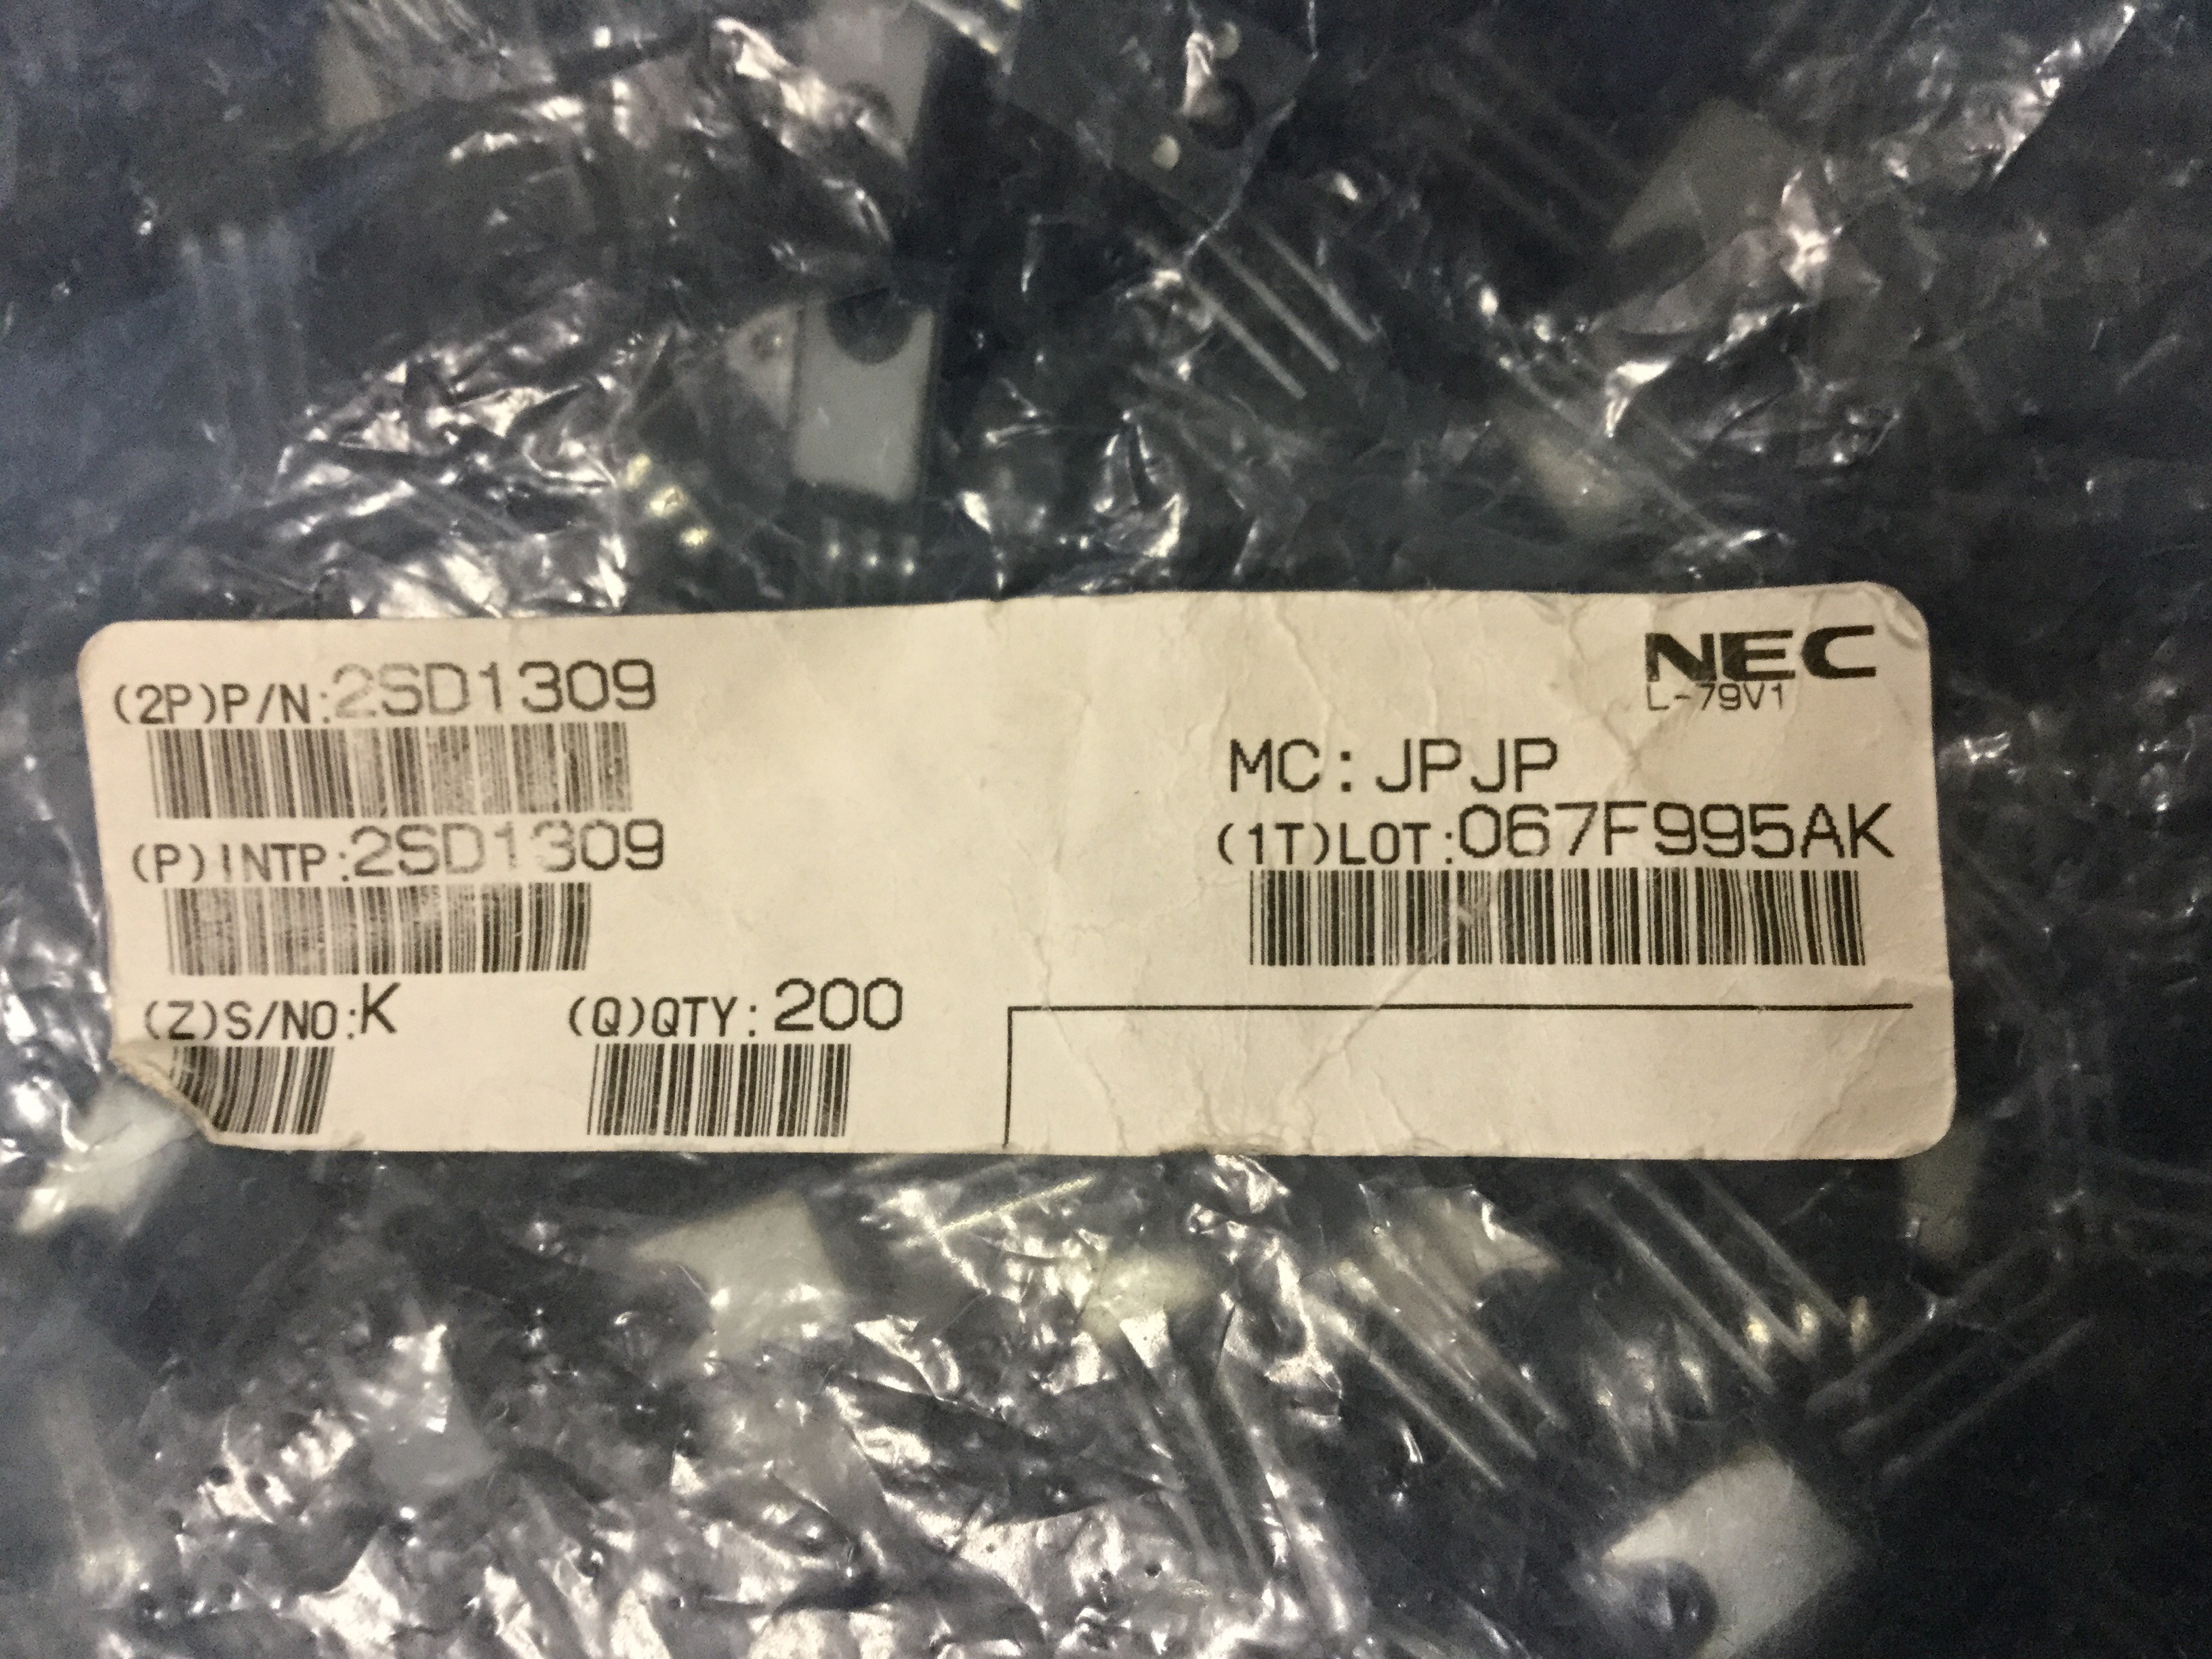 (2P)P/N:2SD1309
(P)INTP:2SD1309
(Z)S/NO:K
(Q)QTY:200
NEC
L-79V1
MC:JPJP
(1T)LOT:067F995AK